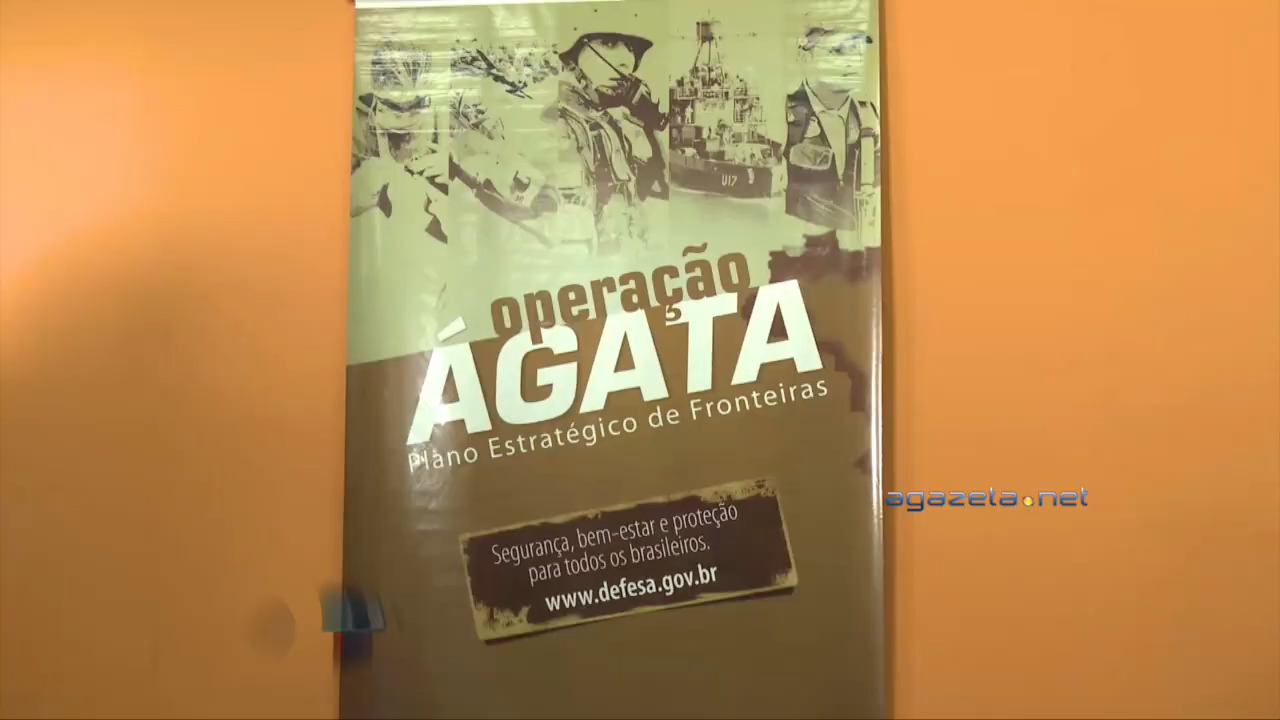 U17
operação
ÁGATA
Plano Estratégico de Fronteiras
agazeta.net
Segurança, bem-estar e proteção
para todos os brasileiros.
www.defesa.gov.br